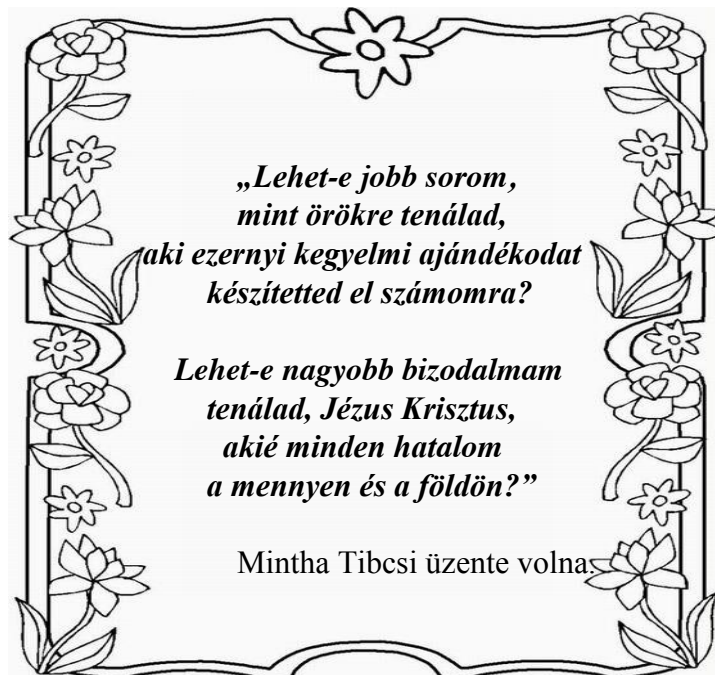 „Lehet-e jobb sorom,
mint örökre tenálad,
aki ezernyi kegyelmi ajándékodat
készítetted el számomra?
Lehet-e nagyobb bizodalmam
tenálad, Jézus Krisztus,
akié minden hatalom
a mennyen és a földön?”
Mintha Tibcsi üzente volna.